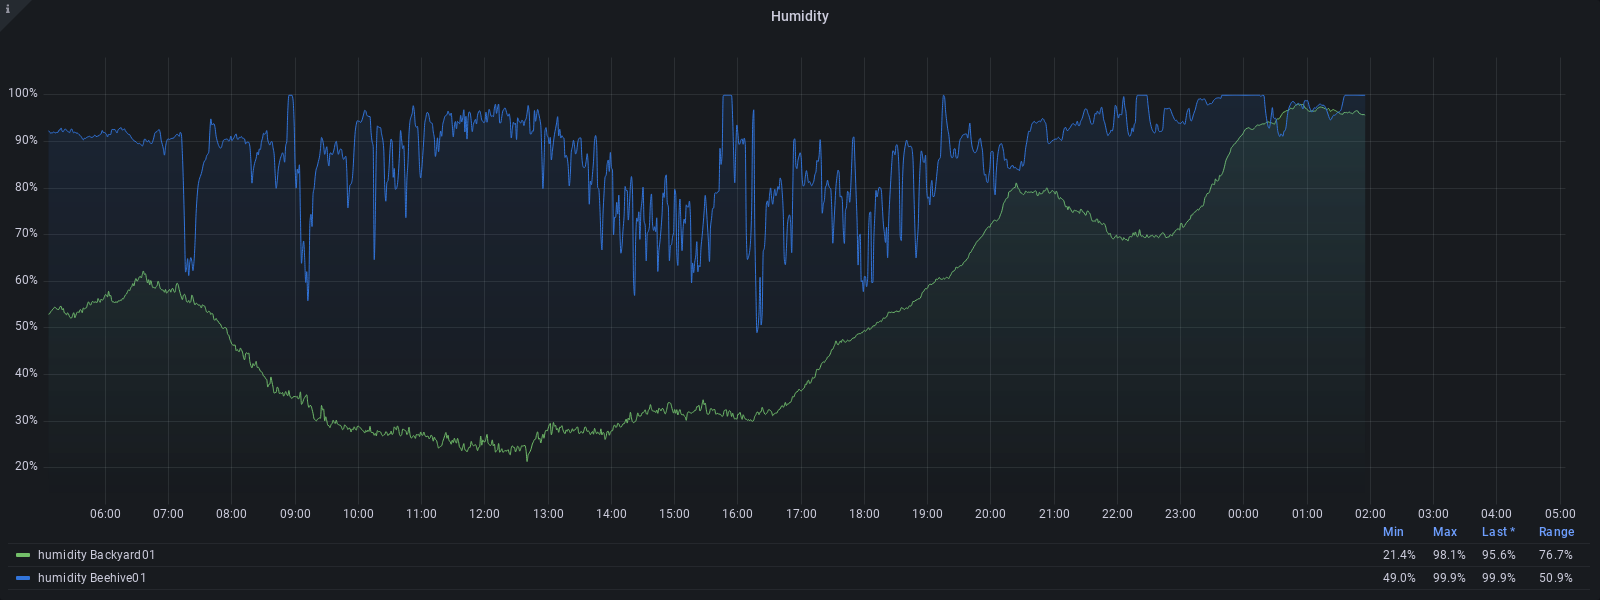 i
Humidity
100%
90%
80%
70%
60%
50%
40%
30%
20%
06:00 07:00 08:00 09:00 10:00 11:00 12:00 13:00 14:00 15:00 16:00 17:00 18:00 19:00 20:00 21:00 22:00 23:00 00:00 01:00 02:00 03:00 04:00 05:00
Min Max Last * Range
humidity Backyard01 21.4% 98.1% 95.6% 76.7%
humidity Beehive01 49.0% 99.9% 99.9% 50.9%